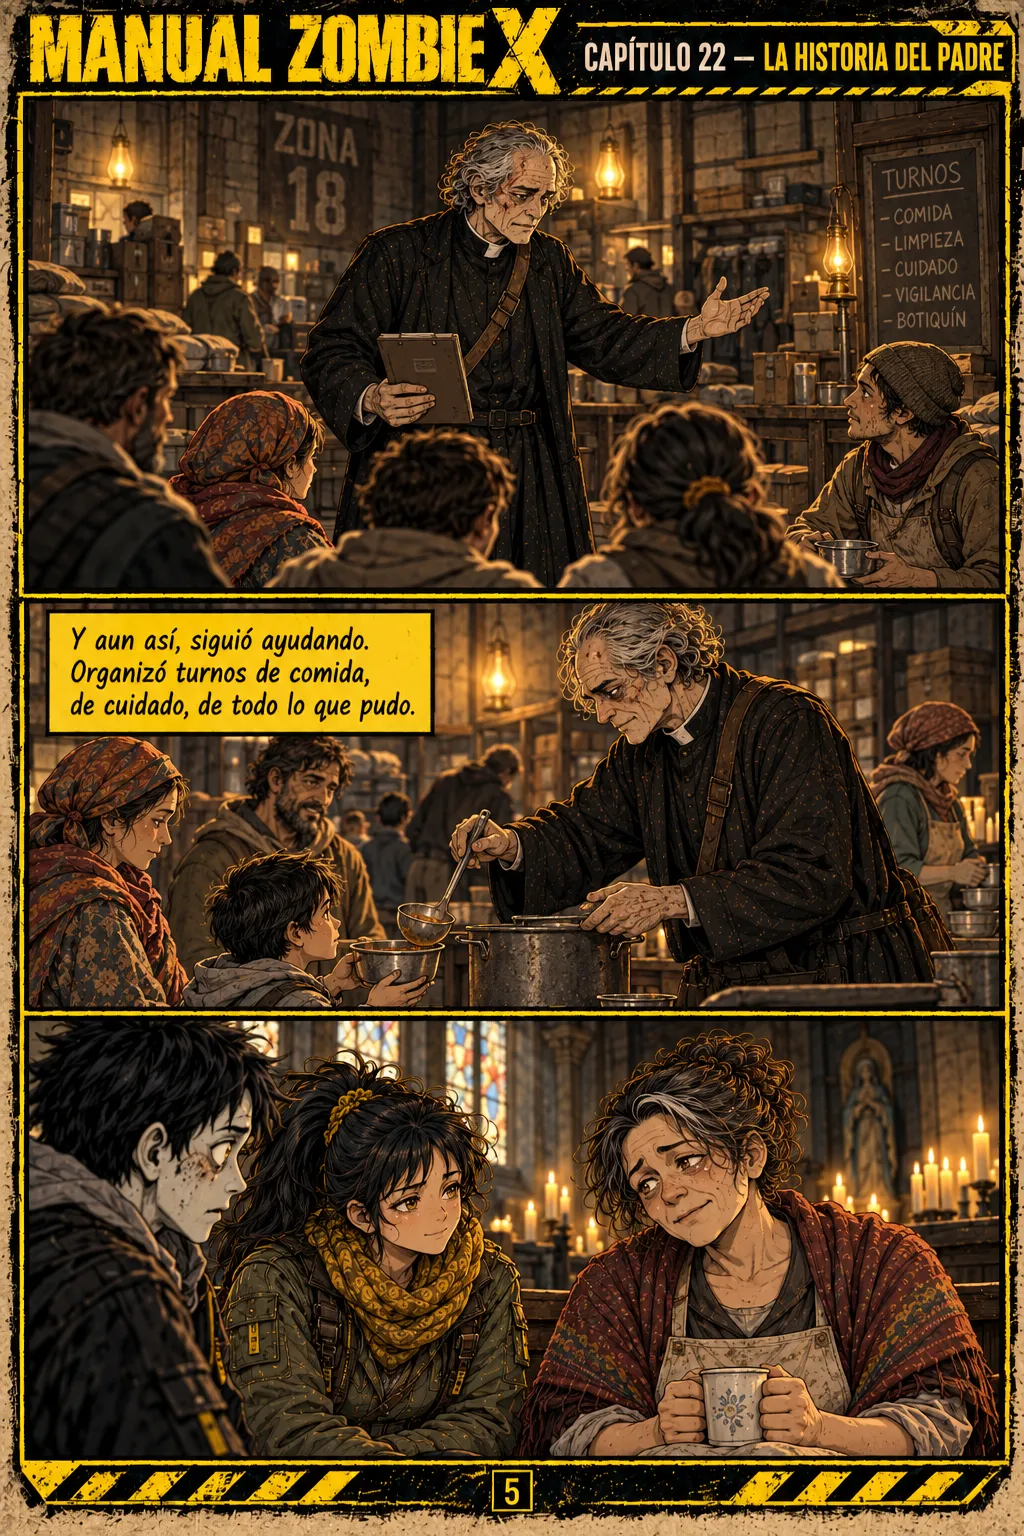 MANUAL ZOMBIE X
CAPÍTULO 22 – LA HISTORIA DEL PADRE
ZONA
18
TURNOS
- COMIDA
- LIMPIEZA
- CUIDADO
- VIGILANCIA
- BOTIQUÍN
Y aun así, siguió ayudando.
Organizó turnos de comida,
de cuidado, de todo lo que pudo.
5